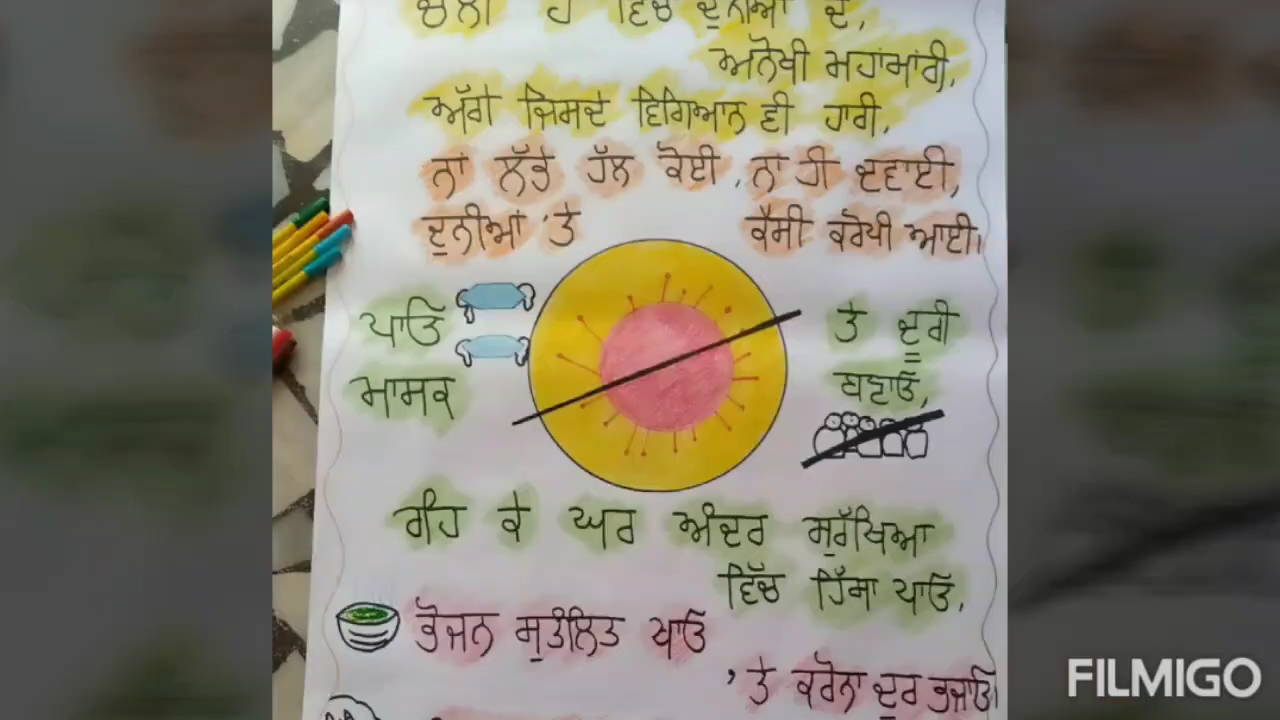 ਚੱਲੀ ਹੈ ਵਿੱਚ ਦੁਨੀਆਂ ਦੇ,
ਅਨੋਖੀ ਮਹਾਂਮਾਰੀ,
ਅੱਗੇ ਜਿਸਦੇ ਵਿਗਿਆਨ ਵੀ ਹਾਰੀ,
ਨਾ ਲੱਭੇ ਹੱਲ ਕੋਈ, ਨਾ ਹੀ ਦਵਾਈ,
ਦੁਨੀਆਂ 'ਤੇ ਕੈਸੀ ਕਰੋਪੀ ਆਈ।
ਪਾਓ
ਮਾਸਕ
ਤੇ ਦੂਰੀ
ਬਣਾਓ,
ਰਹਿ ਕੇ ਘਰ ਅੰਦਰ ਸੁਰੱਖਿਆ
ਵਿੱਚ ਹਿੱਸਾ ਪਾਓ,
ਭੋਜਨ ਸੁਤੰਲਿਤ ਖਾਓ
'ਤੇ ਕਰੋਨਾ ਦੂਰ ਭਜਾਓ।
FILMIGO